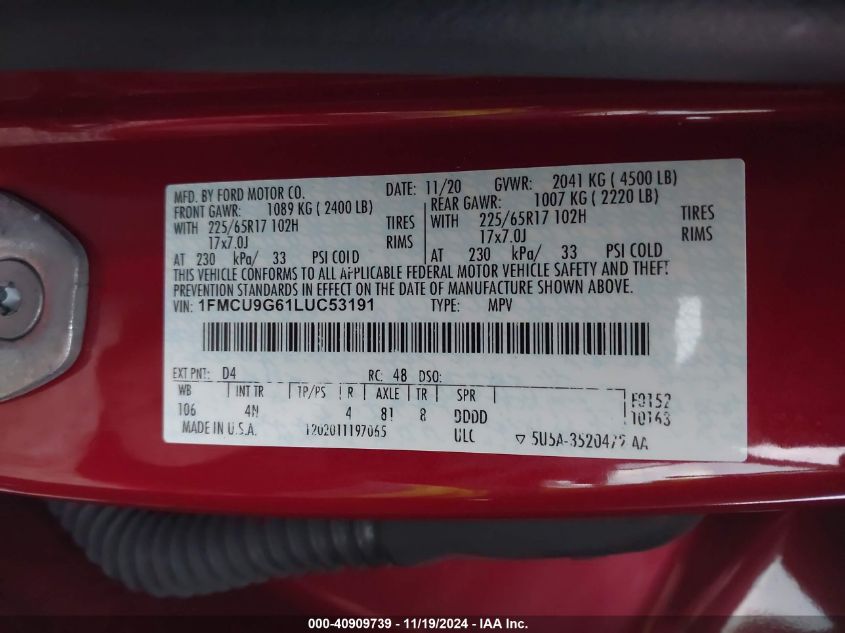 MFD. BY FORD MOTOR CO. DATE: 11/20 GVWR: 2041 KG ( 4500 LB)
FRONT GAWR: 1089 KG ( 2400 LB) REAR GAWR: 1007 KG ( 2220 LB)
WITH 225/65R17 102H TIRES WITH 225/65R17 102H TIRES
17x7.0J RIMS 17x7.0J RIMS
AT 230 kPa/ 33 PSI COLD AT 230 kPa/ 33 PSI COLD
THIS VEHICLE CONFORMS TO ALL APPLICABLE FEDERAL MOTOR VEHICLE SAFETY AND THEFT
PREVENTION STANDARDS IN EFFECT ON THE DATE OF MANUFACTURE SHOWN ABOVE.
VIN: 1FMCU9G61LUC53191 TYPE: MPV
EXT PNT: D4 RC: 48 DSO:
WB INT TR TP/PS R AXLE TR SPR
106 4N 4 81 8 DDDD
F0152
10163
MADE IN U.S.A. 1202011197065 ULC
000-40909739 - 11/19/2024 - IAA Inc.